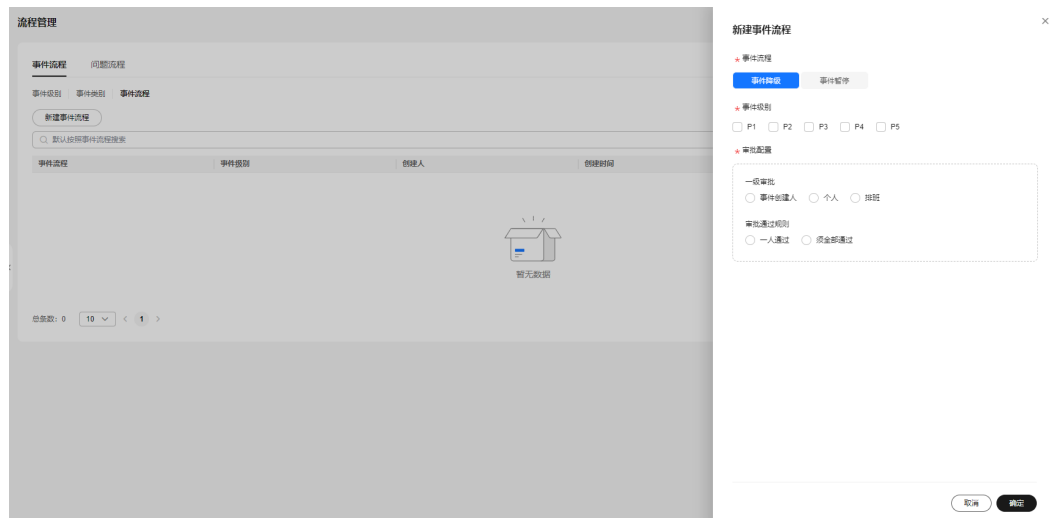 流程管理
事件流程 问题流程
事件级别 事件类别 事件流程
新建事件流程
默认按照事件流程搜索
事件流程 事件级别 创建人 创建时间
暂无数据
总条数: 0 10 1
新建事件流程
* 事件流程
事件降级 事件暂停
* 事件级别
P1 P2 P3 P4 P5
* 审批配置
一级审批
事件创建人 个人 排班
审批通过规则
一人通过 须全部通过
取消 确定